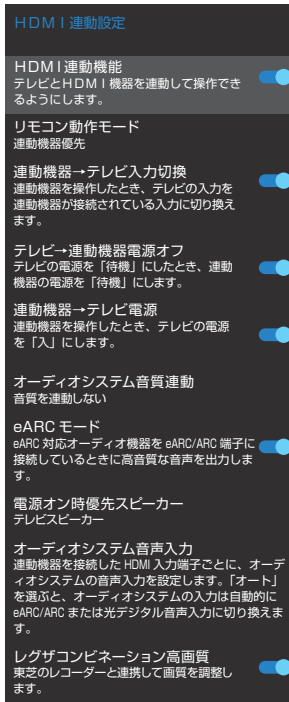 HDMI連動設定
HDMI連動機能
テレビとHDMI機器を連動して操作でき
るようにします。
リモコン動作モード
連動機器優先
連動機器→テレビ入力切換
連動機器を操作したとき、テレビの入力を
連動機器が接続されている入力に切り換え
ます。
テレビ→連動機器電源オフ
テレビの電源を「待機」にしたとき、連動
機器の電源を「待機」にします。
連動機器→テレビ電源
連動機器を操作したとき、テレビの電源
を「入」にします。
オーディオシステム音質連動
音質を連動しない
eARC モード
eARC 対応オーディオ機器を eARC/ARC 端子に
接続しているときに高音質な音声を出力しま
す。
電源オン時優先スピーカー
テレビスピーカー
オーディオシステム音声入力
連動機器を接続した HDMI 入力端子ごとに、オーデ
ィオシステムの音声入力を設定します。「オート」
を選ぶと、オーディオシステムの入力は自動的に
eARC/ARC または光デジタル音声入力に切り換えま
す。
レグザコンビネーション高画質
東芝のレコーダーと連携して画質を調整し
ます。